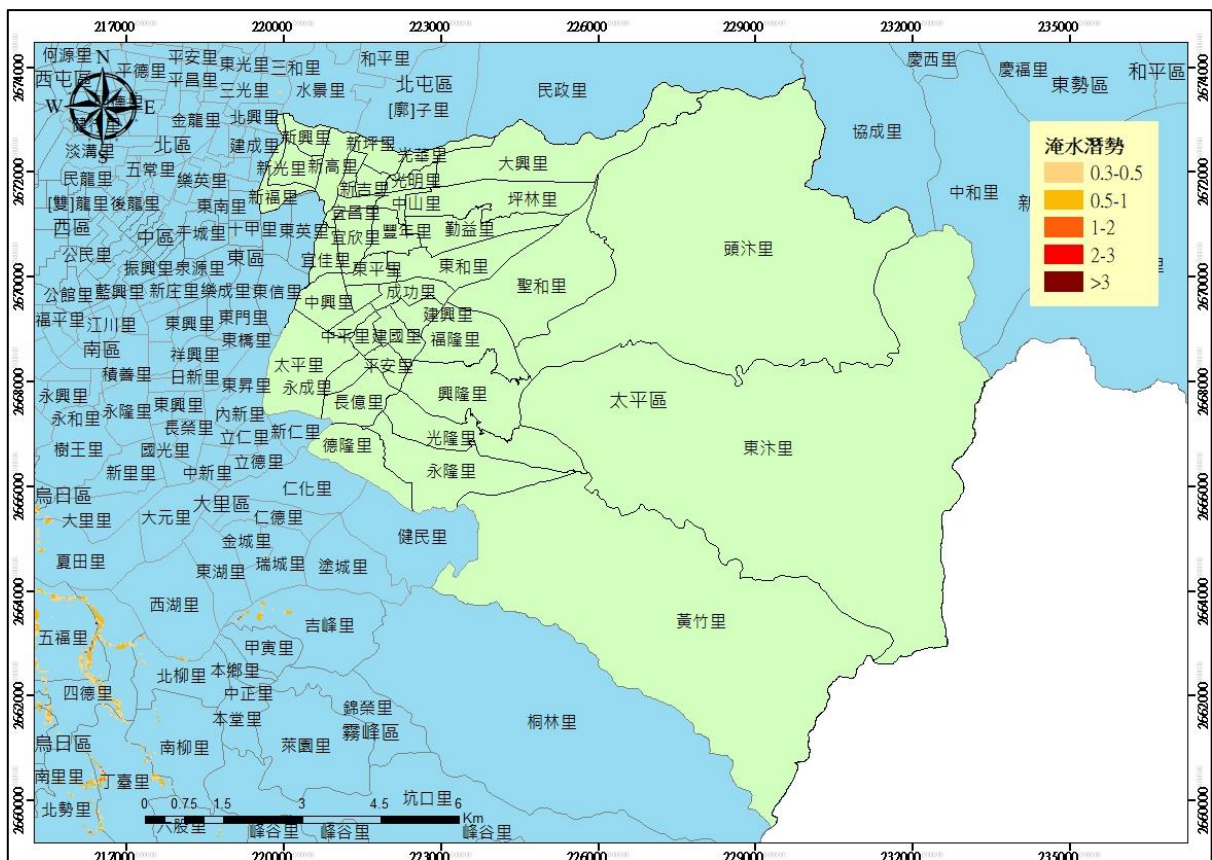 217000 220000 223000 226000 229000 232000 235000
何源里 N 平安里 東光里 三和里 和平里 慶西里 慶福里
西屯區 平德里 平昌里 北屯區 東勢區 和平區
W E 三光里 水景里 [廓]子里 民政里
金龍里 北興里 新興里 新坪里 協成里
淡溝里 S 北區 建成里 光華里 大興里 淹水潛勢
民龍里 五常里 樂英里 新光里 新高里 光明里 0.3-0.5
[雙]龍里 後龍里 東南里 新福里 新吉里 中山里 坪林里 中和里 0.5-1
西區 中區 干城里 十甲里 東英里 宜昌里 宜欣里 豐年里 勤益里 頭汴里 1-2
公民里 振興里 泉源里 東區 宜佳里 東平里 東和里 聖和里 2-3
公館里 藍興里 新庄里 樂成里 東信里 中興里 成功里 >3
福平里 江川里 東興里 東門里 建興里
南區 祥興里 東橋里 中平里 建國里 福隆里
積善里 日新里 東昇里 太平里 平安里
永興里 永隆里 東興里 內新里 永成里 長億里 興隆里 太平區
永和里 長榮里 立仁里 新仁里
樹王里 國光里 立德里 德隆里 光隆里 東汴里
新里里 中新里 永隆里
烏日區 大里區 仁化里
大里里 大元里 仁德里 健民里
夏田里 金城里 瑞城里 塗城里
東湖里
西湖里 吉峰里 黃竹里
五福里 甲寅里
北柳里 本鄉里
四德里 中正里 錦榮里 桐林里
烏日區 南柳里 本堂里 萊園里 霧峰區
南里里 丁臺里 坑口里
北勢里 0 0.75 1.5 3 4.5 6
Km
六股里 峰谷里 峰谷里 峰谷里
2674000 2672000 2670000 2668000 2666000 2664000 2662000 2660000
2674000 2672000 2670000 2668000 2666000 2664000 2662000 2660000
217000 220000 223000 226000 229000 232000 235000